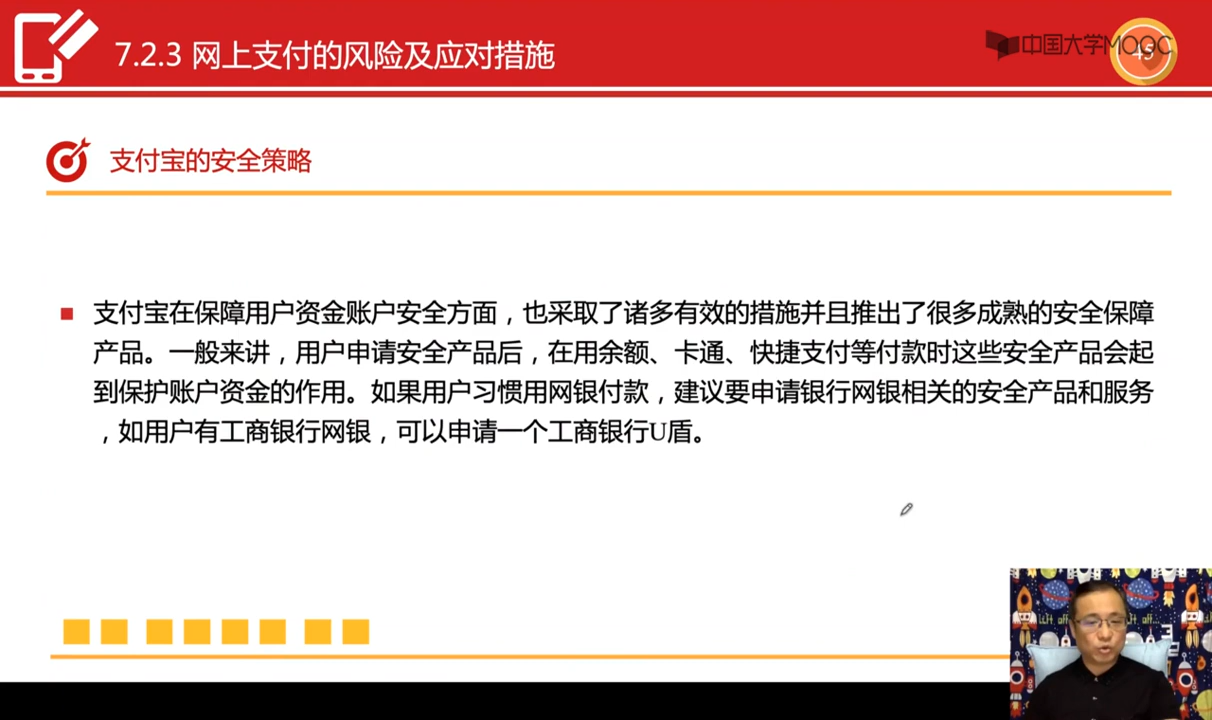 7.2.3 网上支付的风险及应对措施
中国大学MOOC
45
支付宝的安全策略
支付宝在保障用户资金账户安全方面，也采取了诸多有效的措施并且推出了很多成熟的安全保障
产品。一般来讲，用户申请安全产品后，在用余额、卡通、快捷支付等付款时这些安全产品会起
到保护账户资金的作用。如果用户习惯用网银付款，建议要申请银行网银相关的安全产品和服务
，如用户有工商银行网银，可以申请一个工商银行U盾。